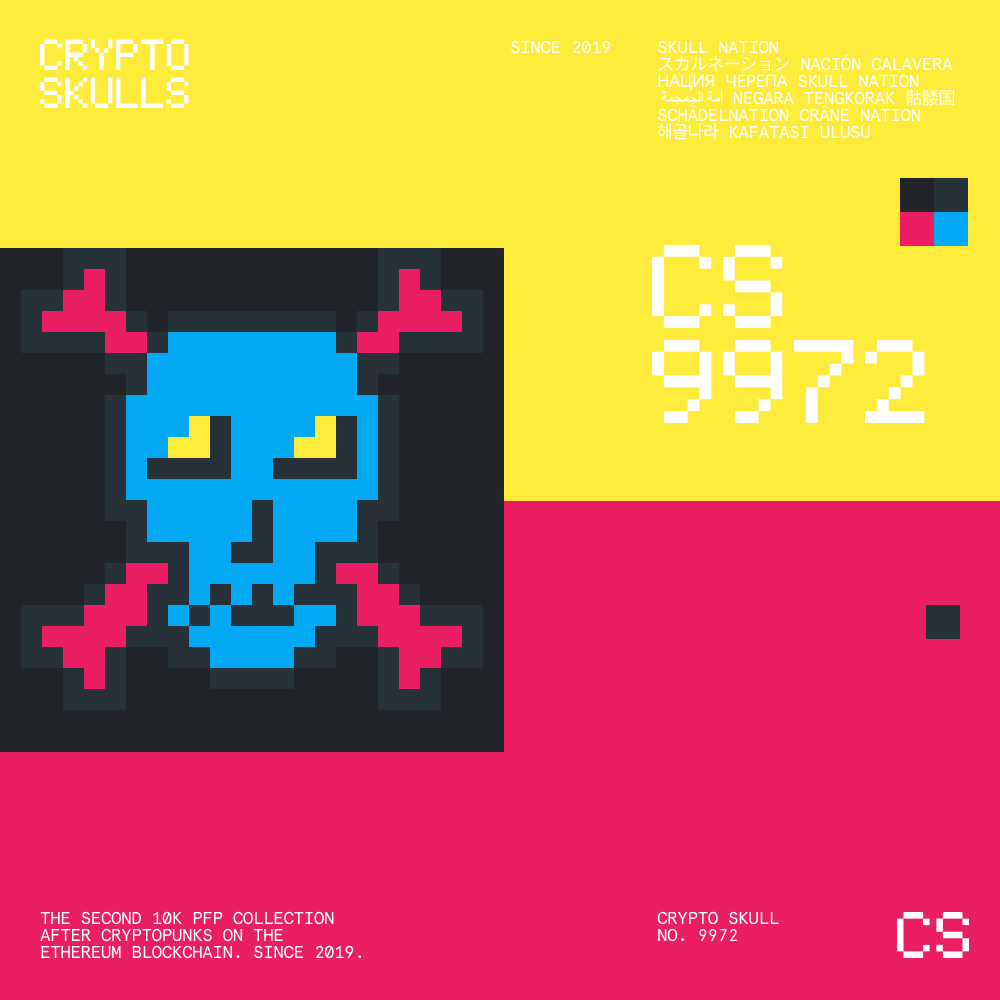 CRYPTO
SKULLS
SINCE 2019
SKULL NATION
スカルネーション NACIÓN CALAVERA
НАЦИЯ ЧЕРЕПА SKULL NATION
أمة الجمجمة NEGARA TENGKORAK 骷髅国
SCHÄDELNATION CRÂNE NATION
해골나라 KAFATASI ULUSU
CS
9972
THE SECOND 10K PFP COLLECTION
AFTER CRYPTOPUNKS ON THE
ETHEREUM BLOCKCHAIN. SINCE 2019.
CRYPTO SKULL
NO. 9972
CS